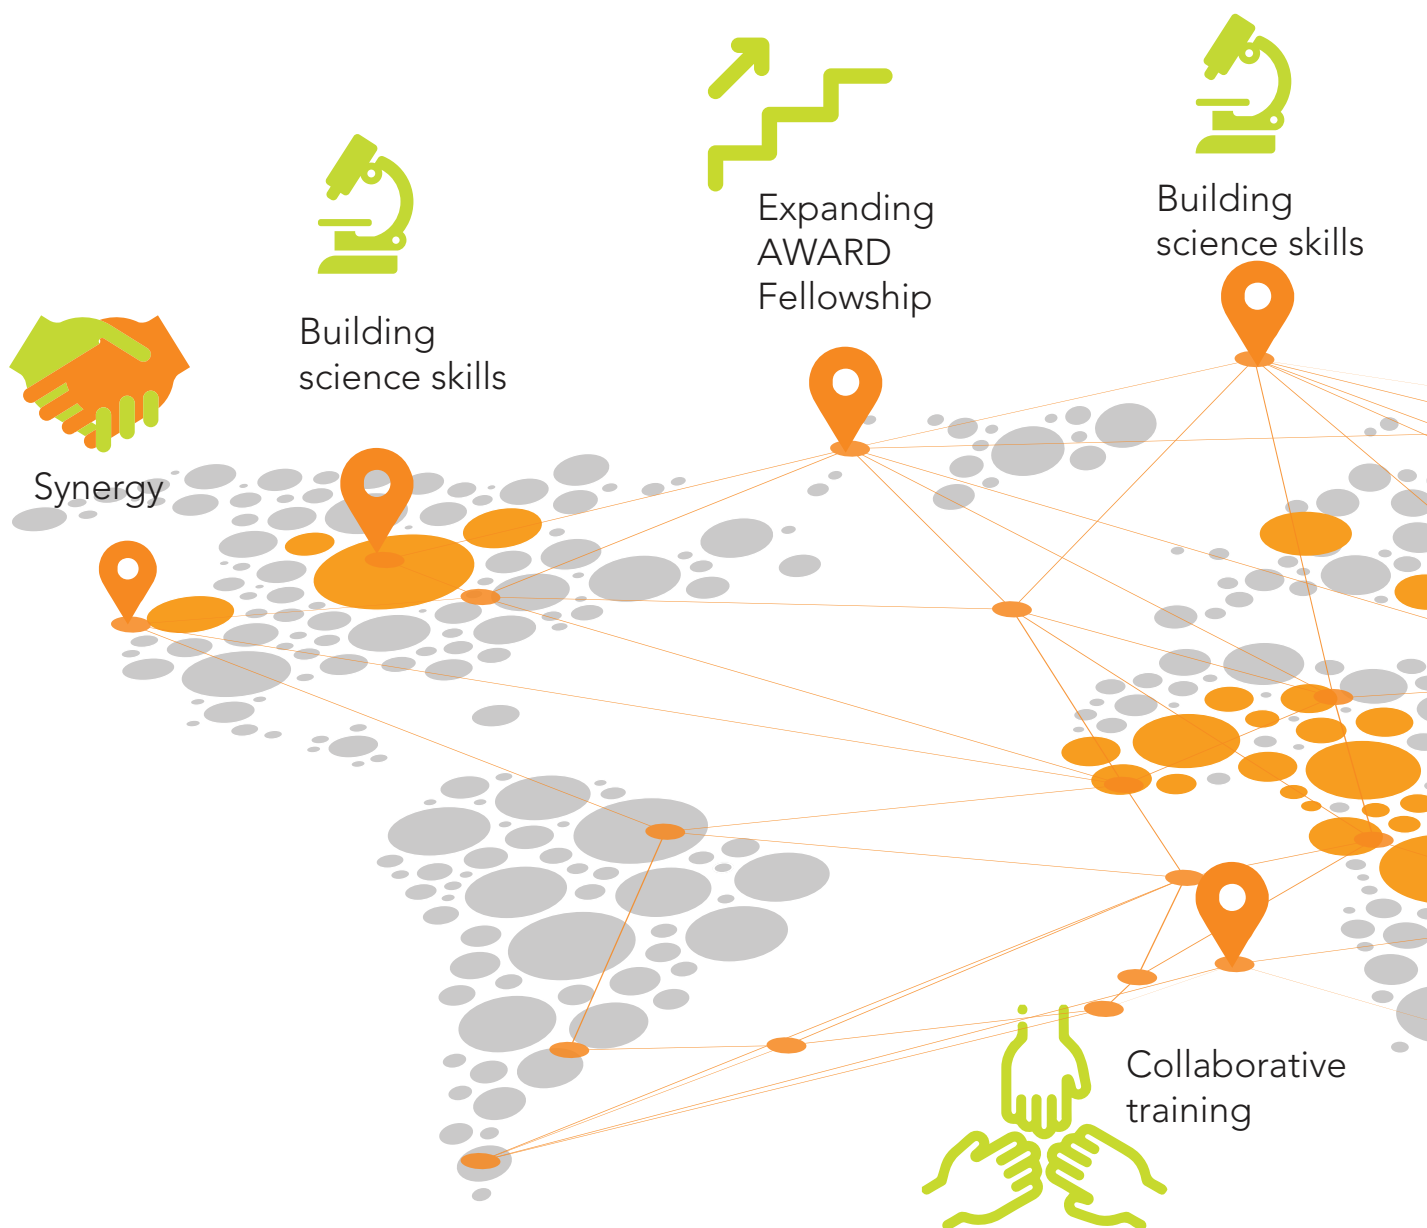 Expanding
AWARD
Fellowship
Building
science skills
Building
science skills
Synergy
Collaborative
training